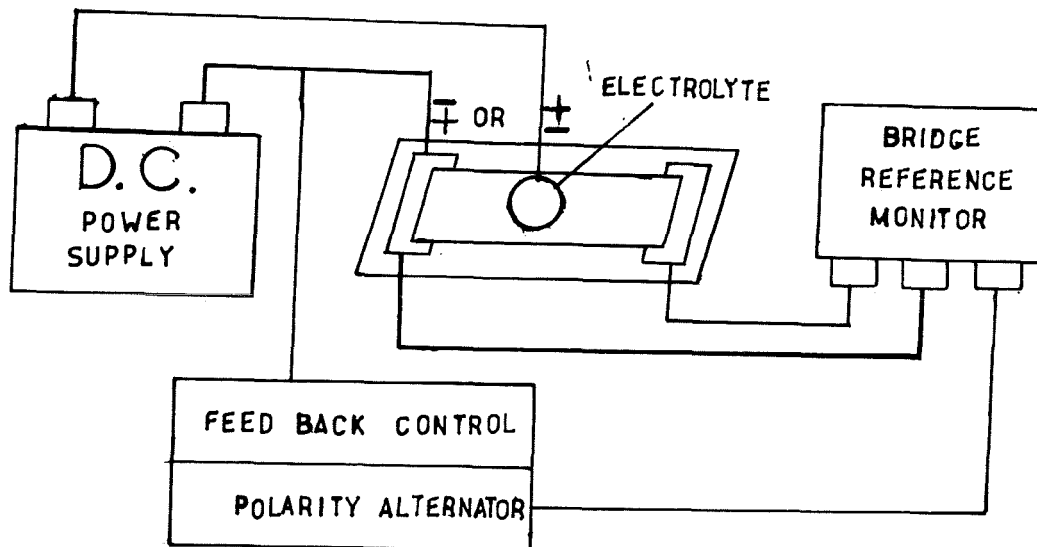 D.C.
POWER
SUPPLY
∓ OR ±
ELECTROLYTE
BRIDGE
REFERENCE
MONITOR
FEED BACK CONTROL
POLARITY ALTERNATOR